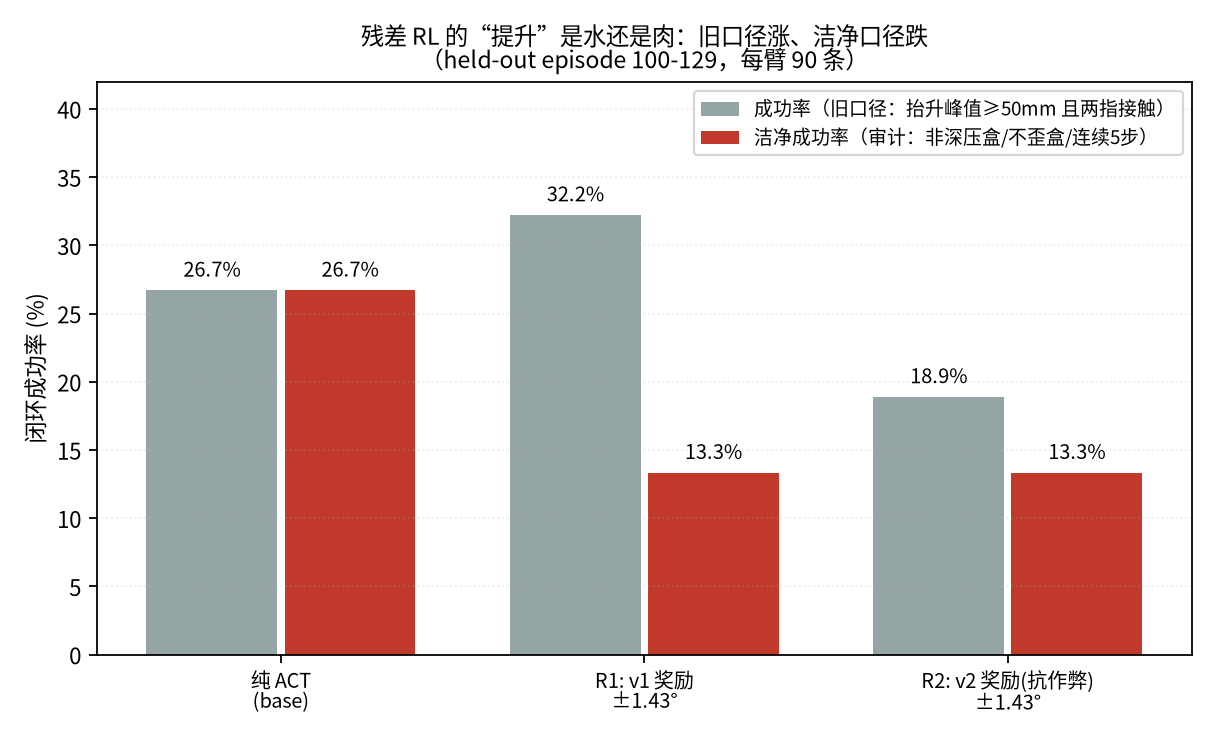 残差 RL 的“提升”是水还是肉：旧口径涨、洁净口径跌
（held-out episode 100-129，每臂 90 条）
成功率（旧口径：抬升峰值≥50mm 且两指接触）
洁净成功率（审计：非深压盒/不歪盒/连续5步）
闭环成功率 (%)
40
35
30
25
20
15
10
5
0
26.7%
26.7%
32.2%
13.3%
18.9%
13.3%
纯 ACT
(base)
R1: v1 奖励
±1.43°
R2: v2 奖励(抗作弊)
±1.43°